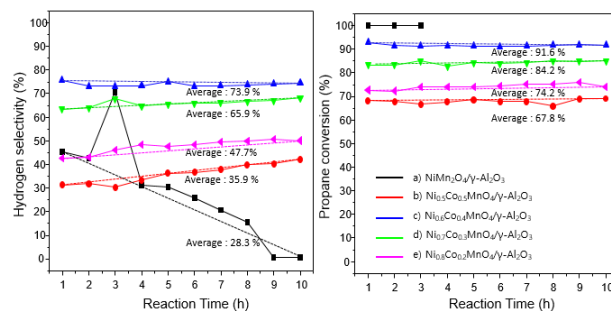 Hydrogen selectivity (%)
100
90
80
70
60
50
40
30
20
10
0
Average : 73.9 %
Average : 65.9 %
Average : 47.7%
Average : 35.9 %
Average : 28.3 %
1 2 3 4 5 6 7 8 9 10
Reaction Time (h)
Propane conversion (%)
100
90
80
70
60
50
40
30
20
10
0
Average : 91.6 %
Average : 84.2 %
Average : 74.2 %
Average : 67.8 %
a) NiMn₂O₄/γ-Al₂O₃
b) Ni₀.₅Co₀.₅MnO₄/γ-Al₂O₃
c) Ni₀.₆Co₀.₄MnO₄/γ-Al₂O₃
d) Ni₀.₇Co₀.₃MnO₄/γ-Al₂O₃
e) Ni₀.₈Co₀.₂MnO₄/γ-Al₂O₃
1 2 3 4 5 6 7 8 9 10
Reaction Time (h)